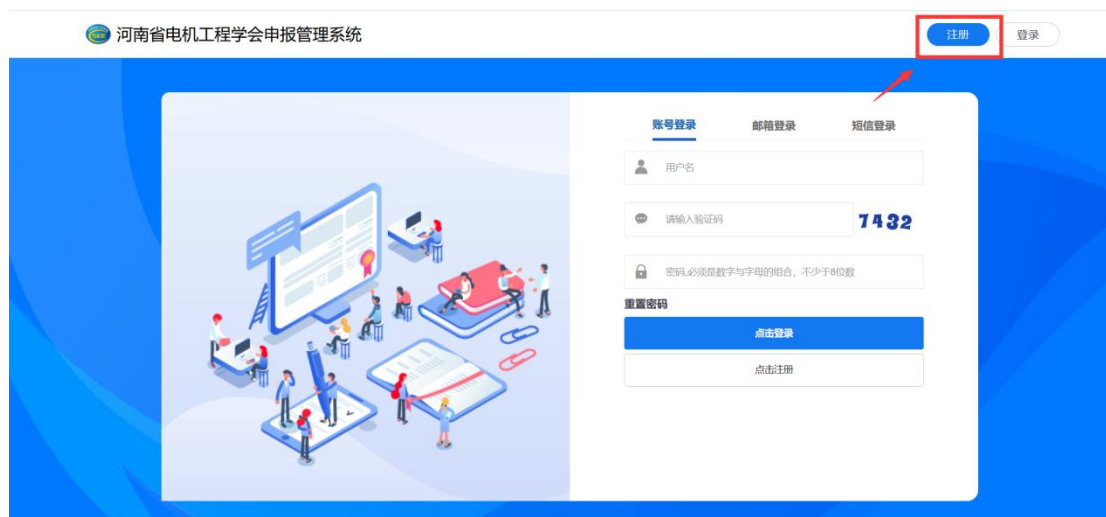 SEE 河南省电机工程学会申报管理系统
注册 登录
账号登录 邮箱登录 短信登录
用户名
请输入验证码 7432
密码,必须是数字与字母的组合，不少于8位数
重置密码
点击登录
点击注册